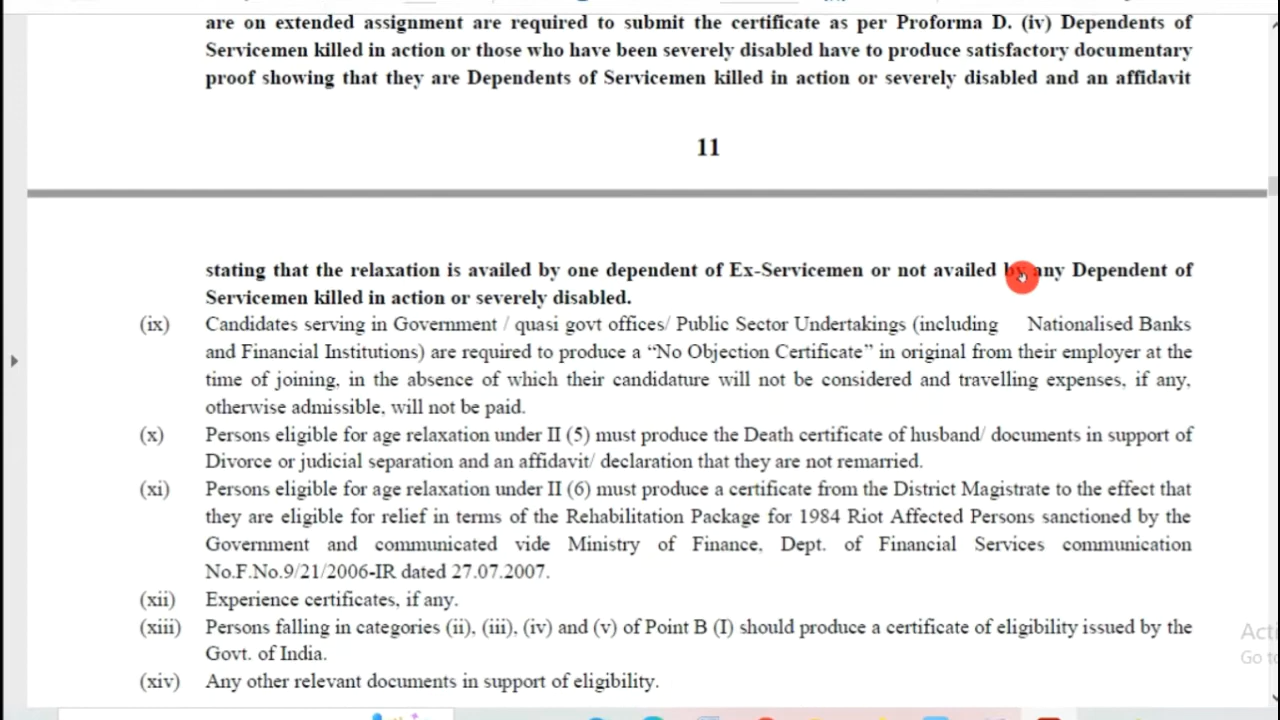 are on extended assignment are required to submit the certificate as per Proforma D. (iv) Dependents of
Servicemen killed in action or those who have been severely disabled have to produce satisfactory documentary
proof showing that they are Dependents of Servicemen killed in action or severely disabled and an affidavit
11
stating that the relaxation is availed by one dependent of Ex-Servicemen or not availed by any Dependent of
Servicemen killed in action or severely disabled.
(ix) Candidates serving in Government / quasi govt offices/ Public Sector Undertakings (including Nationalised Banks
and Financial Institutions) are required to produce a “No Objection Certificate” in original from their employer at the
time of joining, in the absence of which their candidature will not be considered and travelling expenses, if any,
otherwise admissible, will not be paid.
(x) Persons eligible for age relaxation under II (5) must produce the Death certificate of husband/ documents in support of
Divorce or judicial separation and an affidavit/ declaration that they are not remarried.
(xi) Persons eligible for age relaxation under II (6) must produce a certificate from the District Magistrate to the effect that
they are eligible for relief in terms of the Rehabilitation Package for 1984 Riot Affected Persons sanctioned by the
Government and communicated vide Ministry of Finance, Dept. of Financial Services communication
No.F.No.9/21/2006-IR dated 27.07.2007.
(xii) Experience certificates, if any.
(xiii) Persons falling in categories (ii), (iii), (iv) and (v) of Point B (I) should produce a certificate of eligibility issued by the
Govt. of India.
(xiv) Any other relevant documents in support of eligibility.